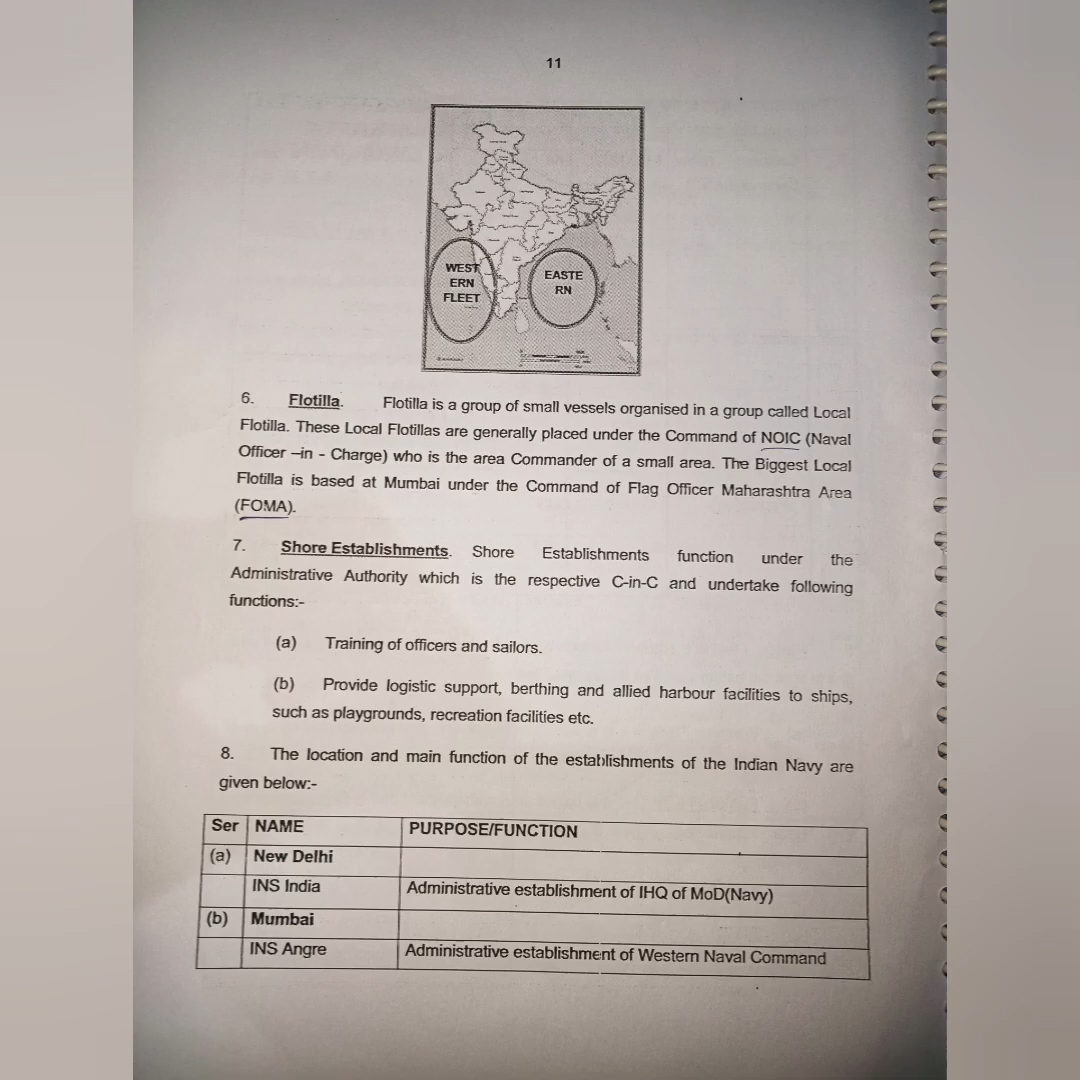 11
WEST
ERN
FLEET
EASTE
RN
6. Flotilla. Flotilla is a group of small vessels organised in a group called Local
Flotilla. These Local Flotillas are generally placed under the Command of NOIC (Naval
Officer –in - Charge) who is the area Commander of a small area. The Biggest Local
Flotilla is based at Mumbai under the Command of Flag Officer Maharashtra Area
(FOMA).
7. Shore Establishments. Shore Establishments function under the
Administrative Authority which is the respective C-in-C and undertake following
functions:-
(a) Training of officers and sailors.
(b) Provide logistic support, berthing and allied harbour facilities to ships,
such as playgrounds, recreation facilities etc.
8. The location and main function of the establishments of the Indian Navy are
given below:-
Ser NAME PURPOSE/FUNCTION
(a) New Delhi
INS India Administrative establishment of IHQ of MoD(Navy)
(b) Mumbai
INS Angre Administrative establishment of Western Naval Command